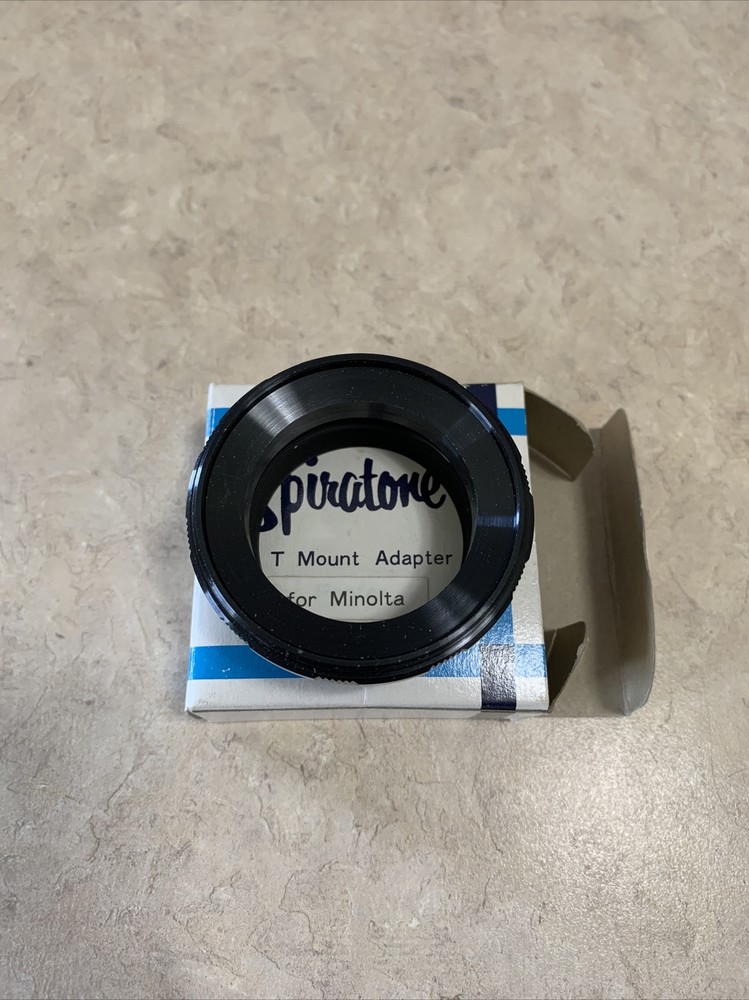 Spiratone
T Mount Adapter
for Minolta